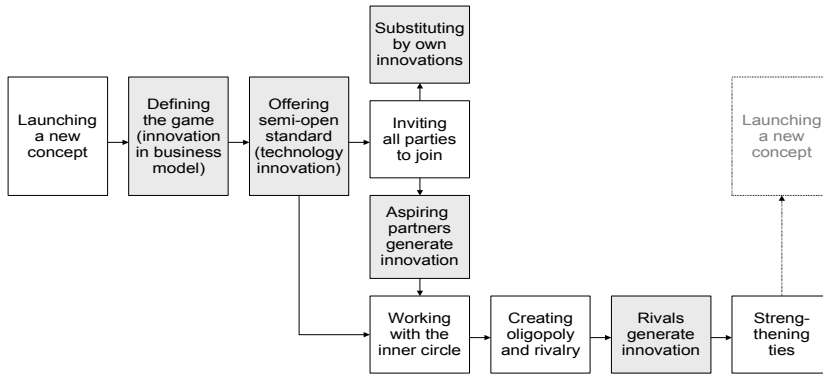 Launching
a new
concept
Defining
the game
(innovation
in business
model)
Offering
semi-open
standard
(technology
innovation)
Substituting
by own
innovations
Inviting
all parties
to join
Aspiring
partners
generate
innovation
Working
with the
inner circle
Creating
oligopoly
and rivalry
Rivals
generate
innovation
Streng-
thening
ties
Launching
a new
concept